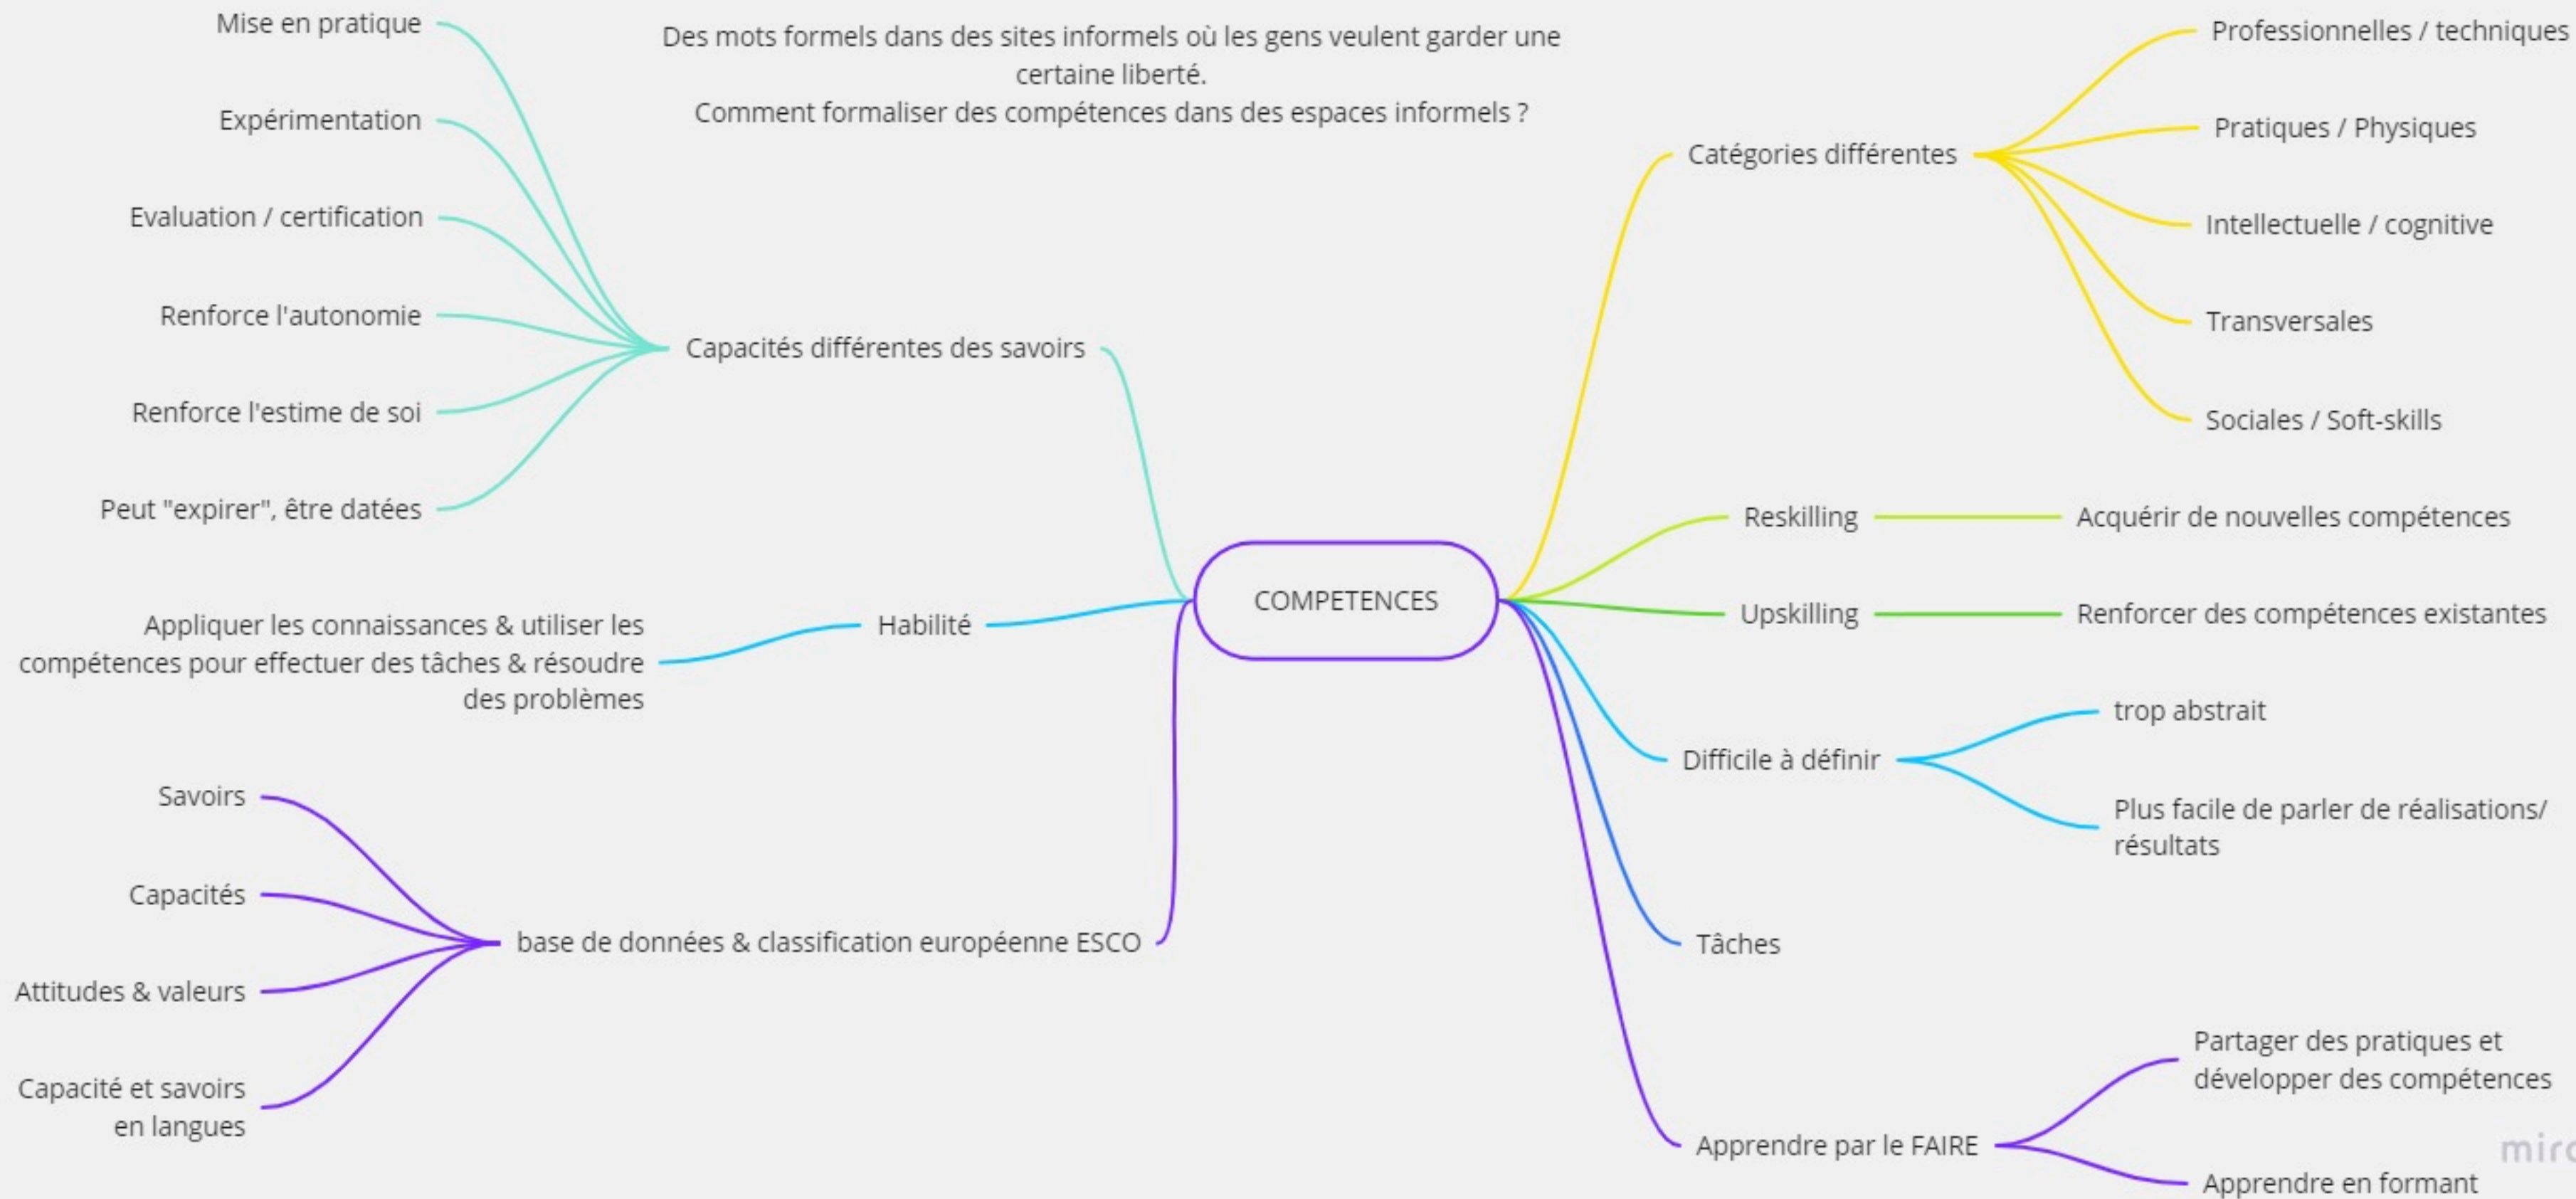 Mise en pratique
Expérimentation
Evaluation / certification
Renforce l'autonomie
Renforce l'estime de soi
Peut "expirer", être datées
Capacités différentes des savoirs
Des mots formels dans des sites informels où les gens veulent garder une
certaine liberté.
Comment formaliser des compétences dans des espaces informels ?
Appliquer les connaissances & utiliser les
compétences pour effectuer des tâches & résoudre
des problèmes
Habilité
Savoirs
Capacités
Attitudes & valeurs
Capacité et savoirs
en langues
base de données & classification européenne ESCO
COMPETENCES
Catégories différentes
Professionnelles / techniques
Pratiques / Physiques
Intellectuelle / cognitive
Transversales
Sociales / Soft-skills
Reskilling
Acquérir de nouvelles compétences
Upskilling
Renforcer des compétences existantes
Difficile à définir
trop abstrait
Plus facile de parler de réalisations/
résultats
Tâches
Apprendre par le FAIRE
Partager des pratiques et
développer des compétences
Apprendre en formant
miro